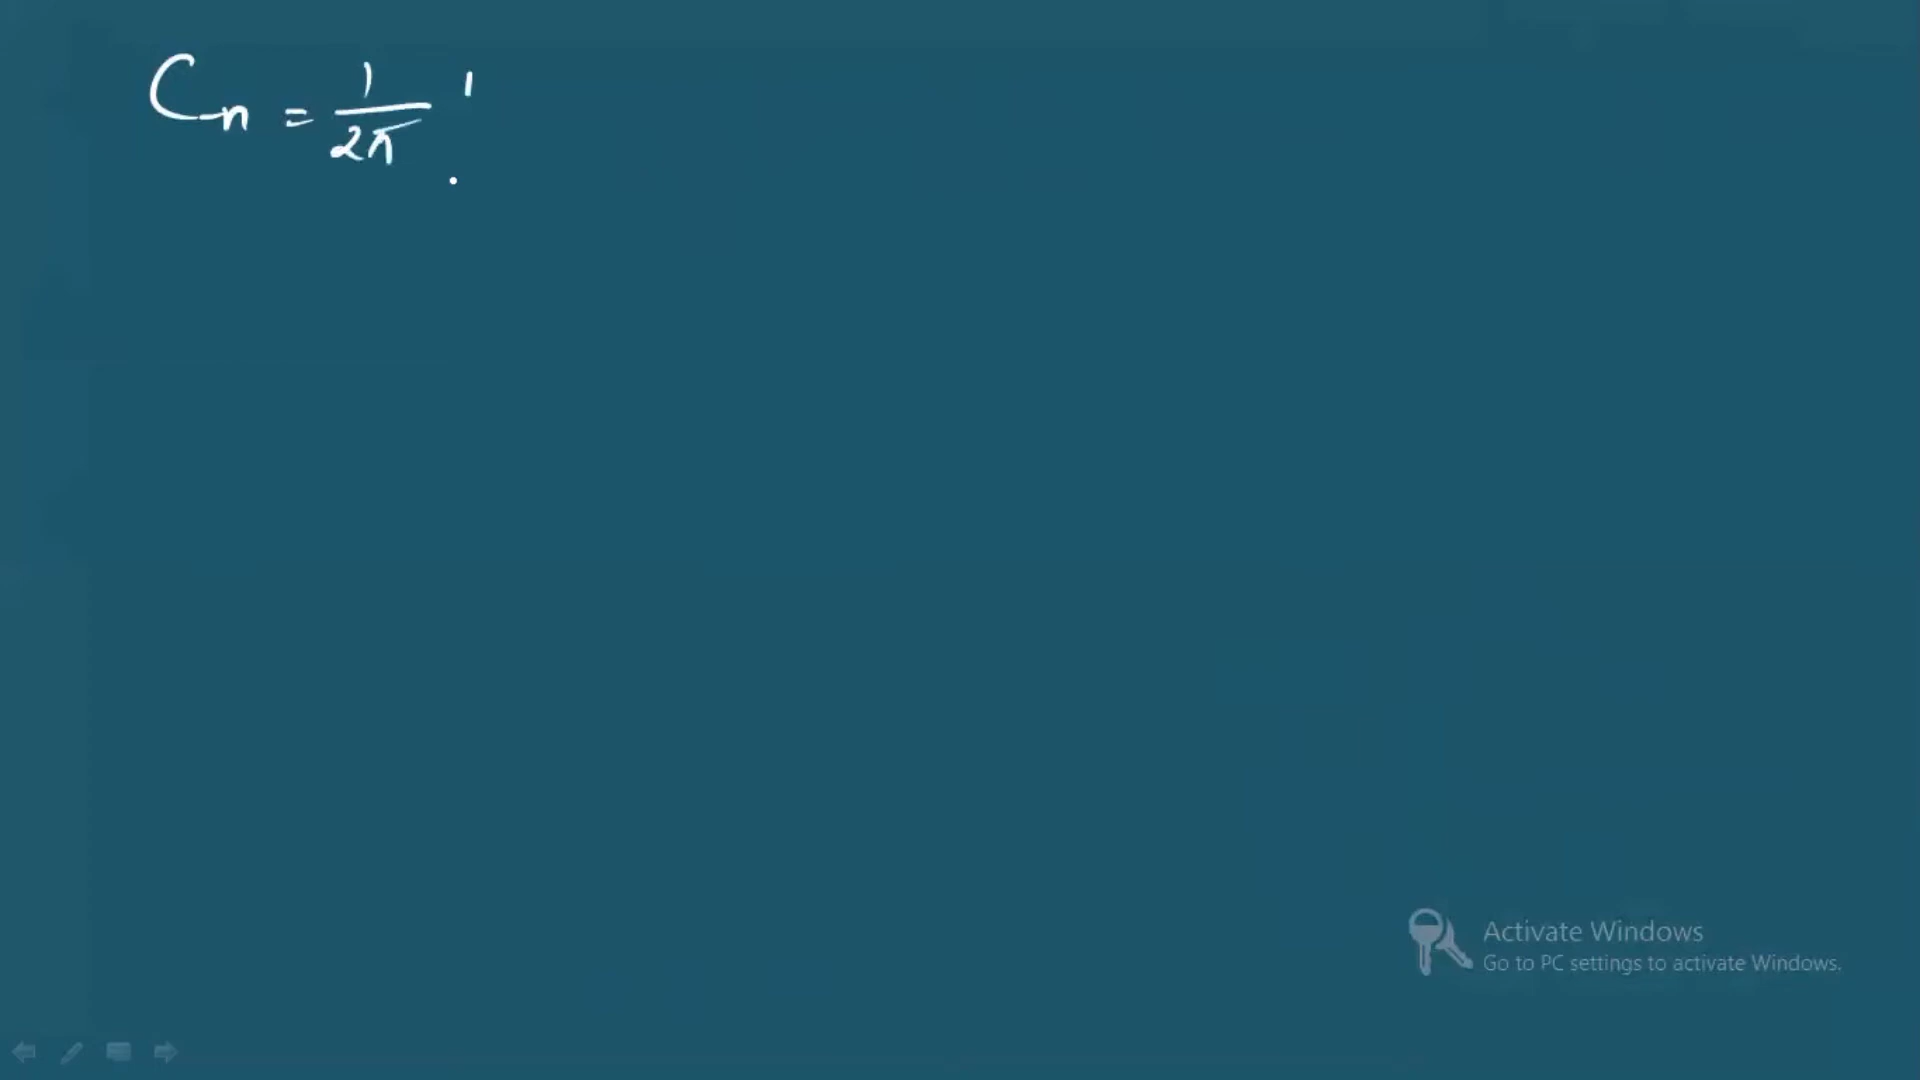 Cₙ = 1/2π
Activate Windows
Go to PC settings to activate Windows.